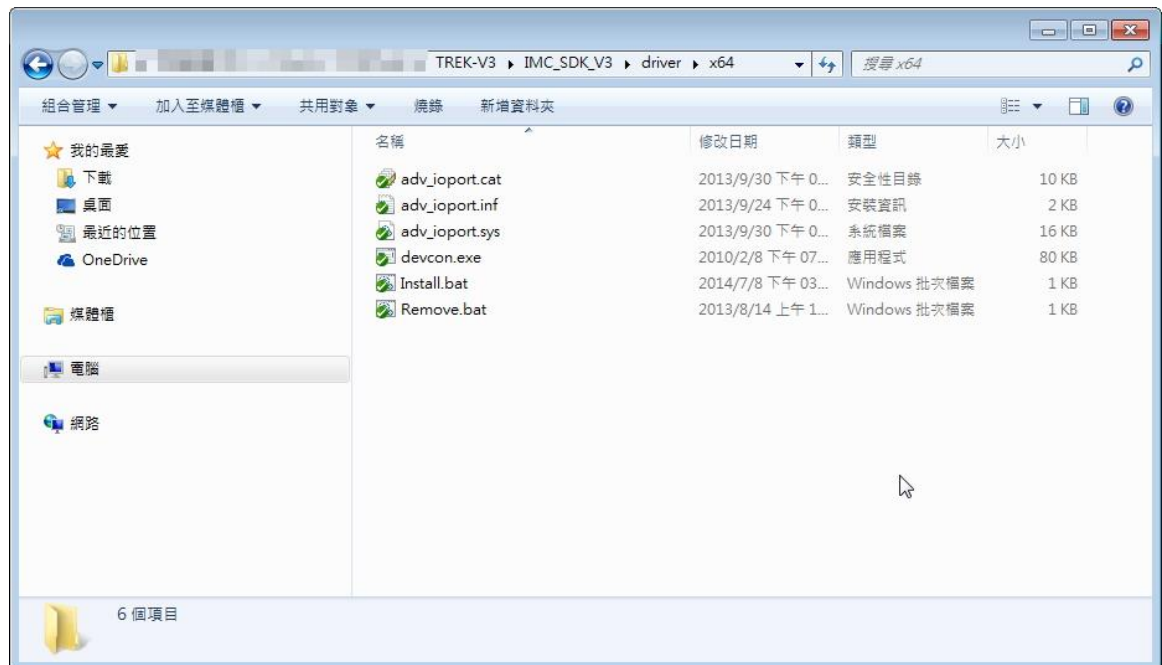 TREK-V3 IMC_SDK_V3 driver x64 搜尋 x64
組合管理 加入至媒體櫃 共用對象 燒錄 新增資料夾
名稱 修改日期 類型 大小
我的最愛
下載
桌面
最近的位置
OneDrive
媒體櫃
電腦
網路
adv_ioport.cat 2013/9/30 下午 0... 安全性目錄 10 KB
adv_ioport.inf 2013/9/24 下午 0... 安裝資訊 2 KB
adv_ioport.sys 2013/9/30 下午 0... 系統檔案 16 KB
devcon.exe 2010/2/8 下午 07... 應用程式 80 KB
Install.bat 2014/7/8 下午 03... Windows 批次檔案 1 KB
Remove.bat 2013/8/14 上午 1... Windows 批次檔案 1 KB
6 個項目